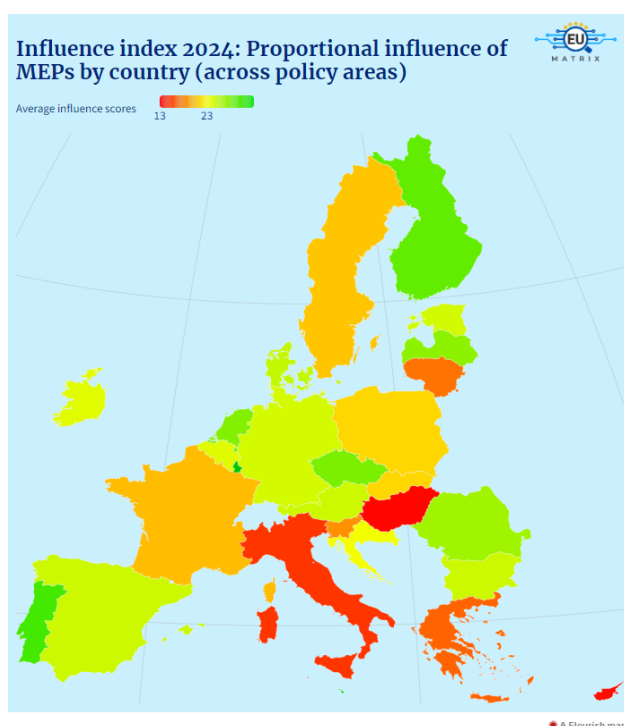 Influence index 2024: Proportional influence of
MEPs by country (across policy areas)
EU
MATRIX
Average influence scores
13 23
A Flourish map